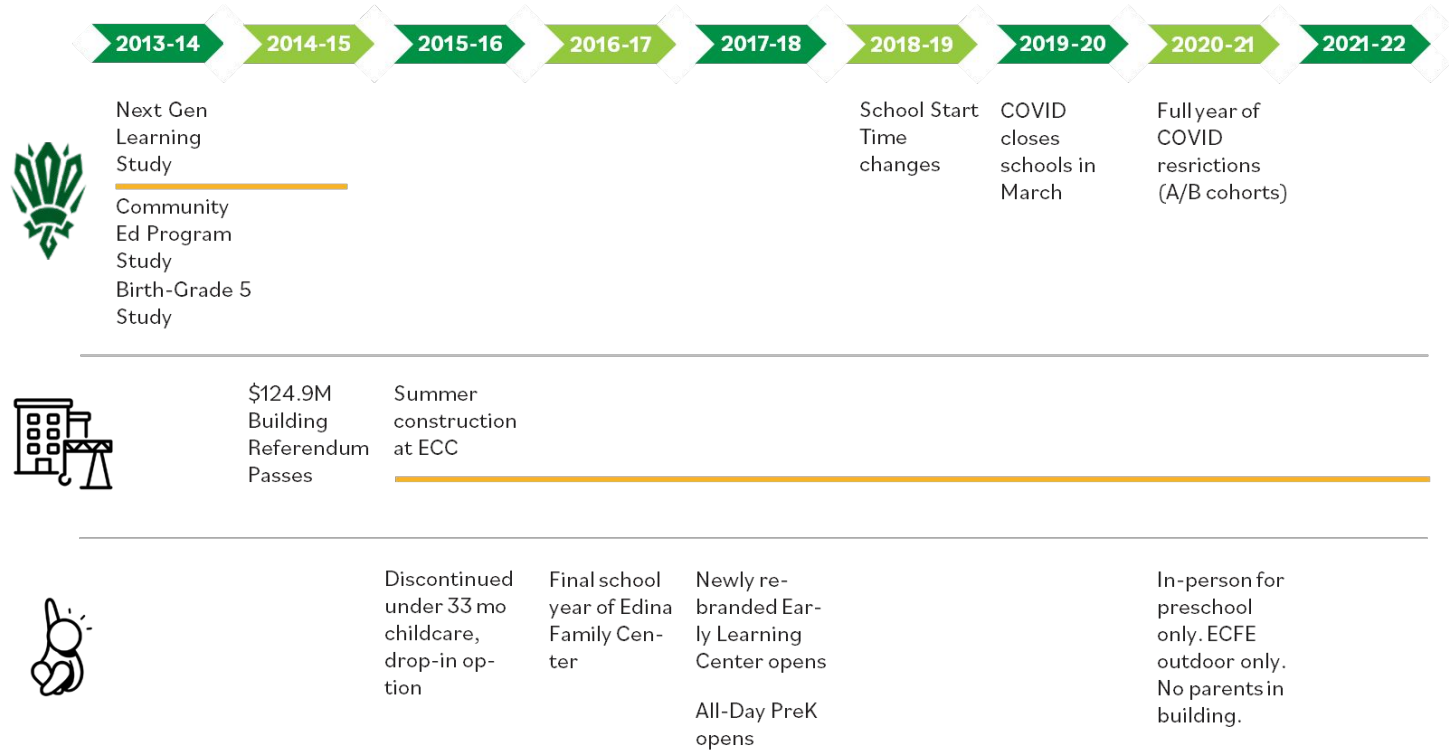 2013-14
2014-15
2015-16
2016-17
2017-18
2018-19
2019-20
2020-21
2021-22
Next Gen
Learning
Study
Community
Ed Program
Study
Birth-Grade 5
Study
School Start
Time
changes
COVID
closes
schools in
March
Full year of
COVID
resrictions
(A/B cohorts)
$124.9M
Building
Referendum
Passes
Summer
construction
at ECC
Discontinued
under 33 mo
childcare,
drop-in op-
tion
Final school
year of Edina
Family Cen-
ter
Newly re-
branded Ear-
ly Learning
Center opens
All-Day PreK
opens
In-person for
preschool
only. ECFE
outdoor only.
No parents in
building.